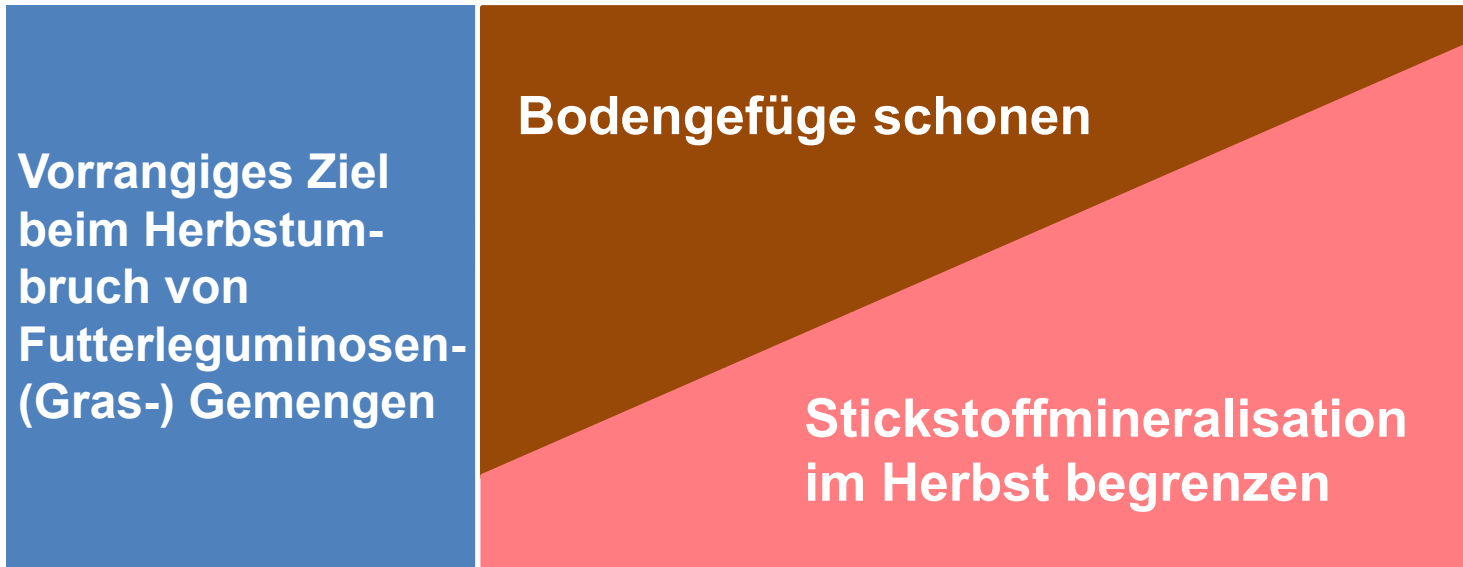 Vorrangiges Ziel
beim Herbstum-
bruch von
Futterleguminosen-
(Gras-) Gemengen
Bodengefüge schonen
Stickstoffmineralisation
im Herbst begrenzen